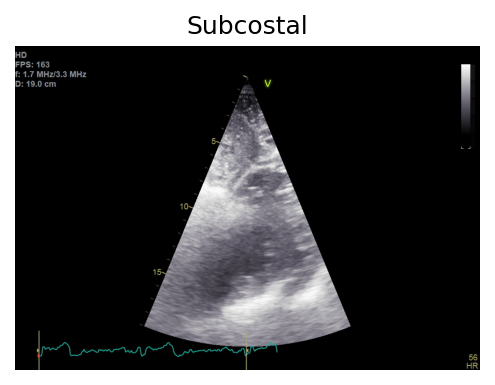 Subcostal
HD
FPS: 163
f: 1.7 MHz/3.3 MHz
D: 19.0 cm
V
5
10
15
56
HR